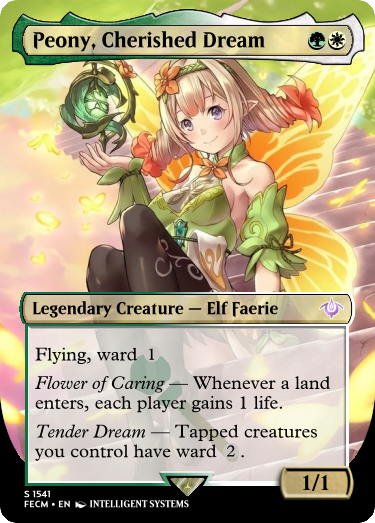 Peony, Cherished Dream
Legendary Creature — Elf Faerie
Flying, ward 1
Flower of Caring — Whenever a land
enters, each player gains 1 life.
Tender Dream — Tapped creatures
you control have ward 2 .
1/1
S 1541
FECM • EN INTELLIGENT SYSTEMS